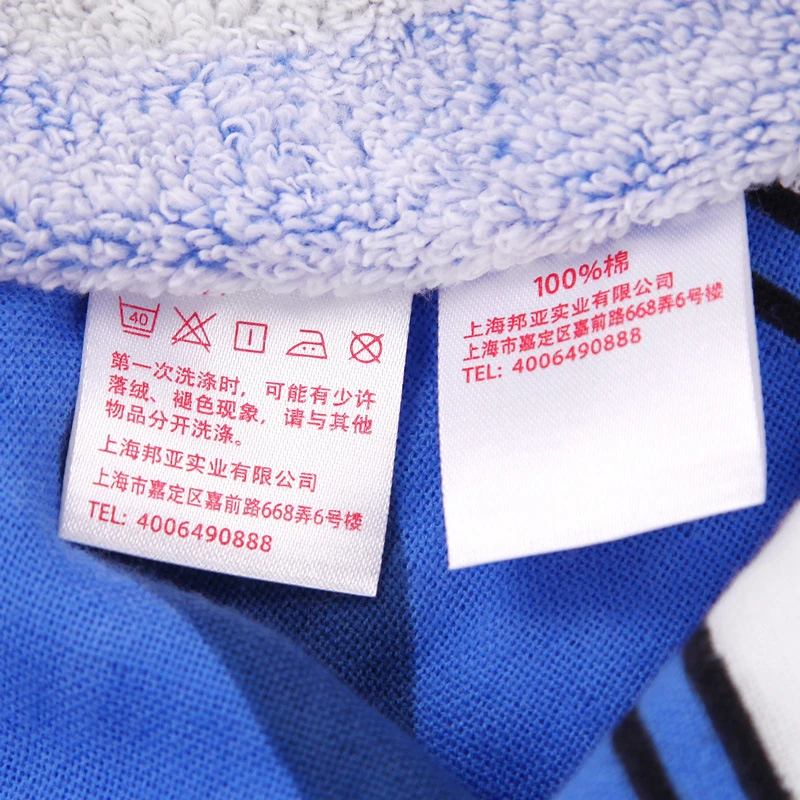 40
第一次洗涤时，可能有少许
落绒、褪色现象，请与其他
物品分开洗涤。
上海邦亚实业有限公司
上海市嘉定区嘉前路668弄6号楼
TEL: 4006490888
100%棉
上海邦亚实业有限公司
上海市嘉定区嘉前路668弄6号楼
TEL: 4006490888